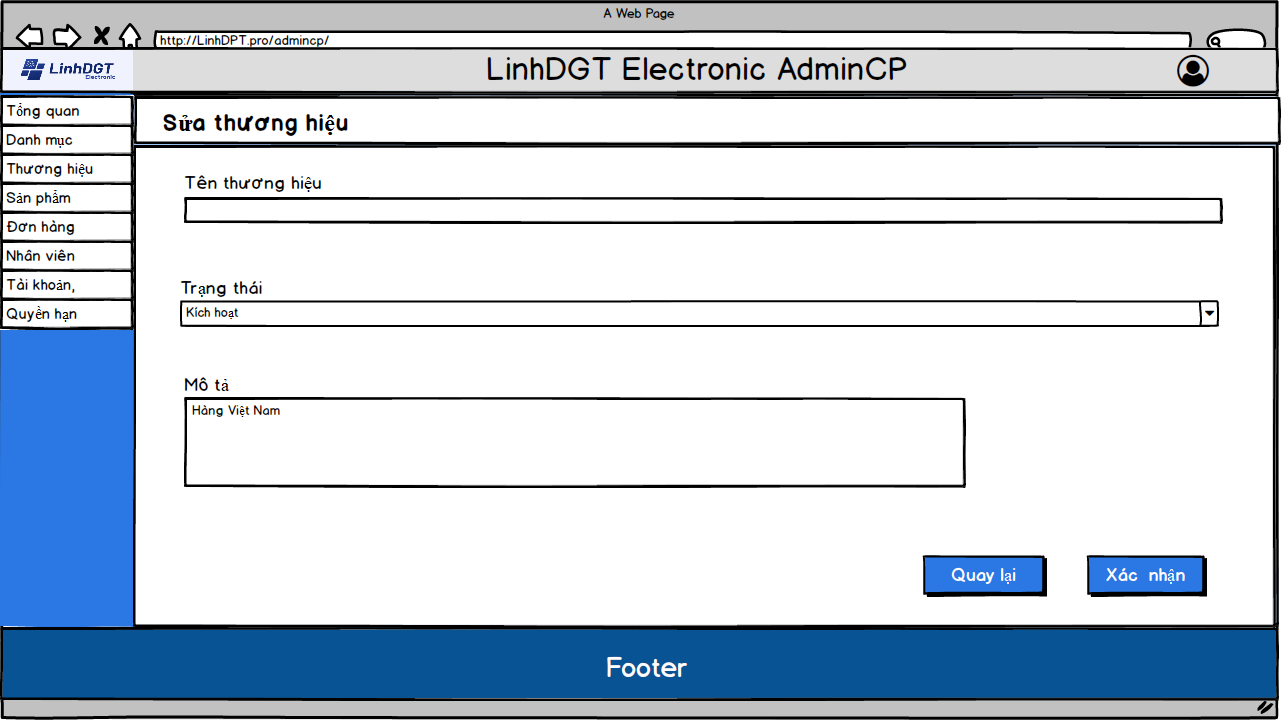 A Web Page
http://LinhDPT.pro/admincp/
LinhDGT
Electronic
LinhDGT Electronic AdminCP
Tổng quan
Danh mục
Thương hiệu
Sản phẩm
Đơn hàng
Nhân viên
Tài khoản,
Quyền hạn
Sửa thương hiệu
Tên thương hiệu
Trạng thái
Kích hoạt
Mô tả
Hàng Việt Nam
Quay lại
Xác nhận
Footer